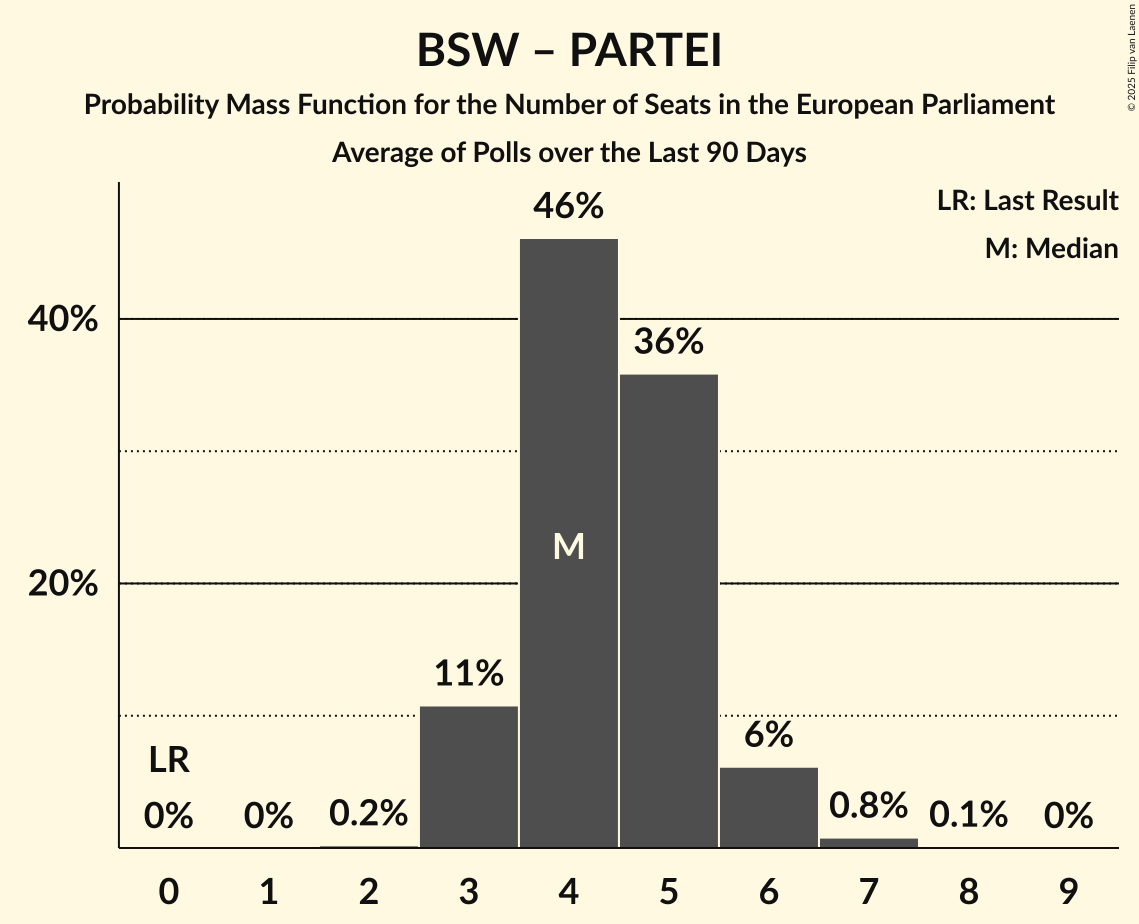 BSW – PARTEI
Probability Mass Function for the Number of Seats in the European Parliament
Average of Polls over the Last 90 Days
© 2025 Filip van Laenen
LR: Last Result
M: Median
46%
40%
36%
M
20%
11%
6%
LR
0%
0%
0.2%
0.8%
0.1%
0%
0 1 2 3 4 5 6 7 8 9